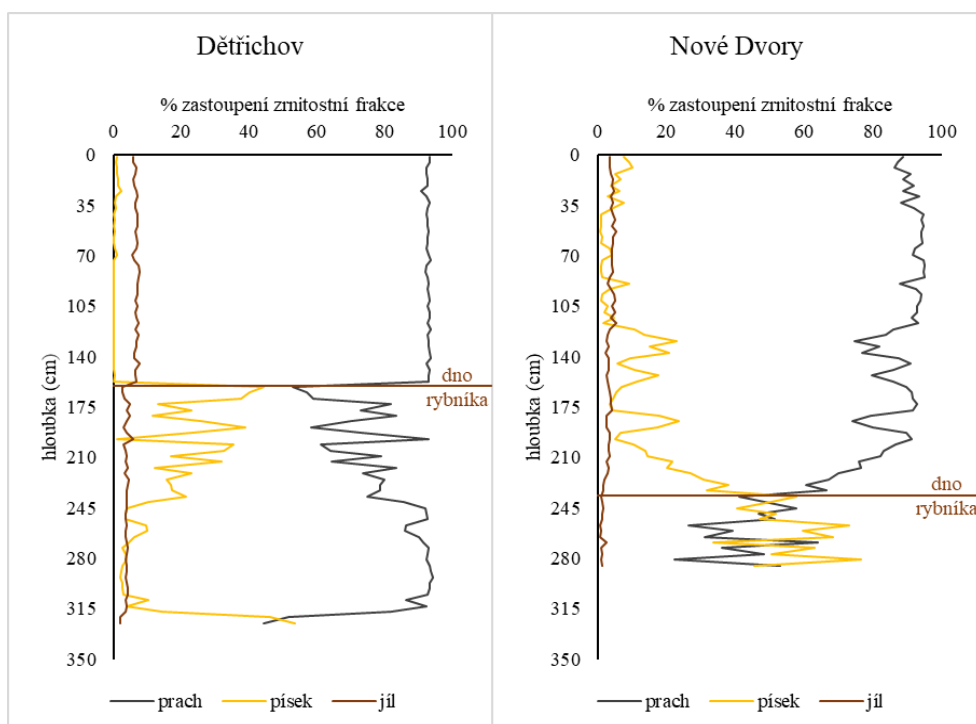 Dětřichov
% zastoupení zrnitostní frakce
0 20 40 60 80 100
0
35
70
105
140
175
210
245
280
315
350
hloubka (cm)
dno
rybníka
prach písek jíl
Nové Dvory
% zastoupení zrnitostní frakce
0 20 40 60 80 100
0
35
70
105
140
175
210
245
280
315
350
hloubka (cm)
dno
rybníka
prach písek jíl